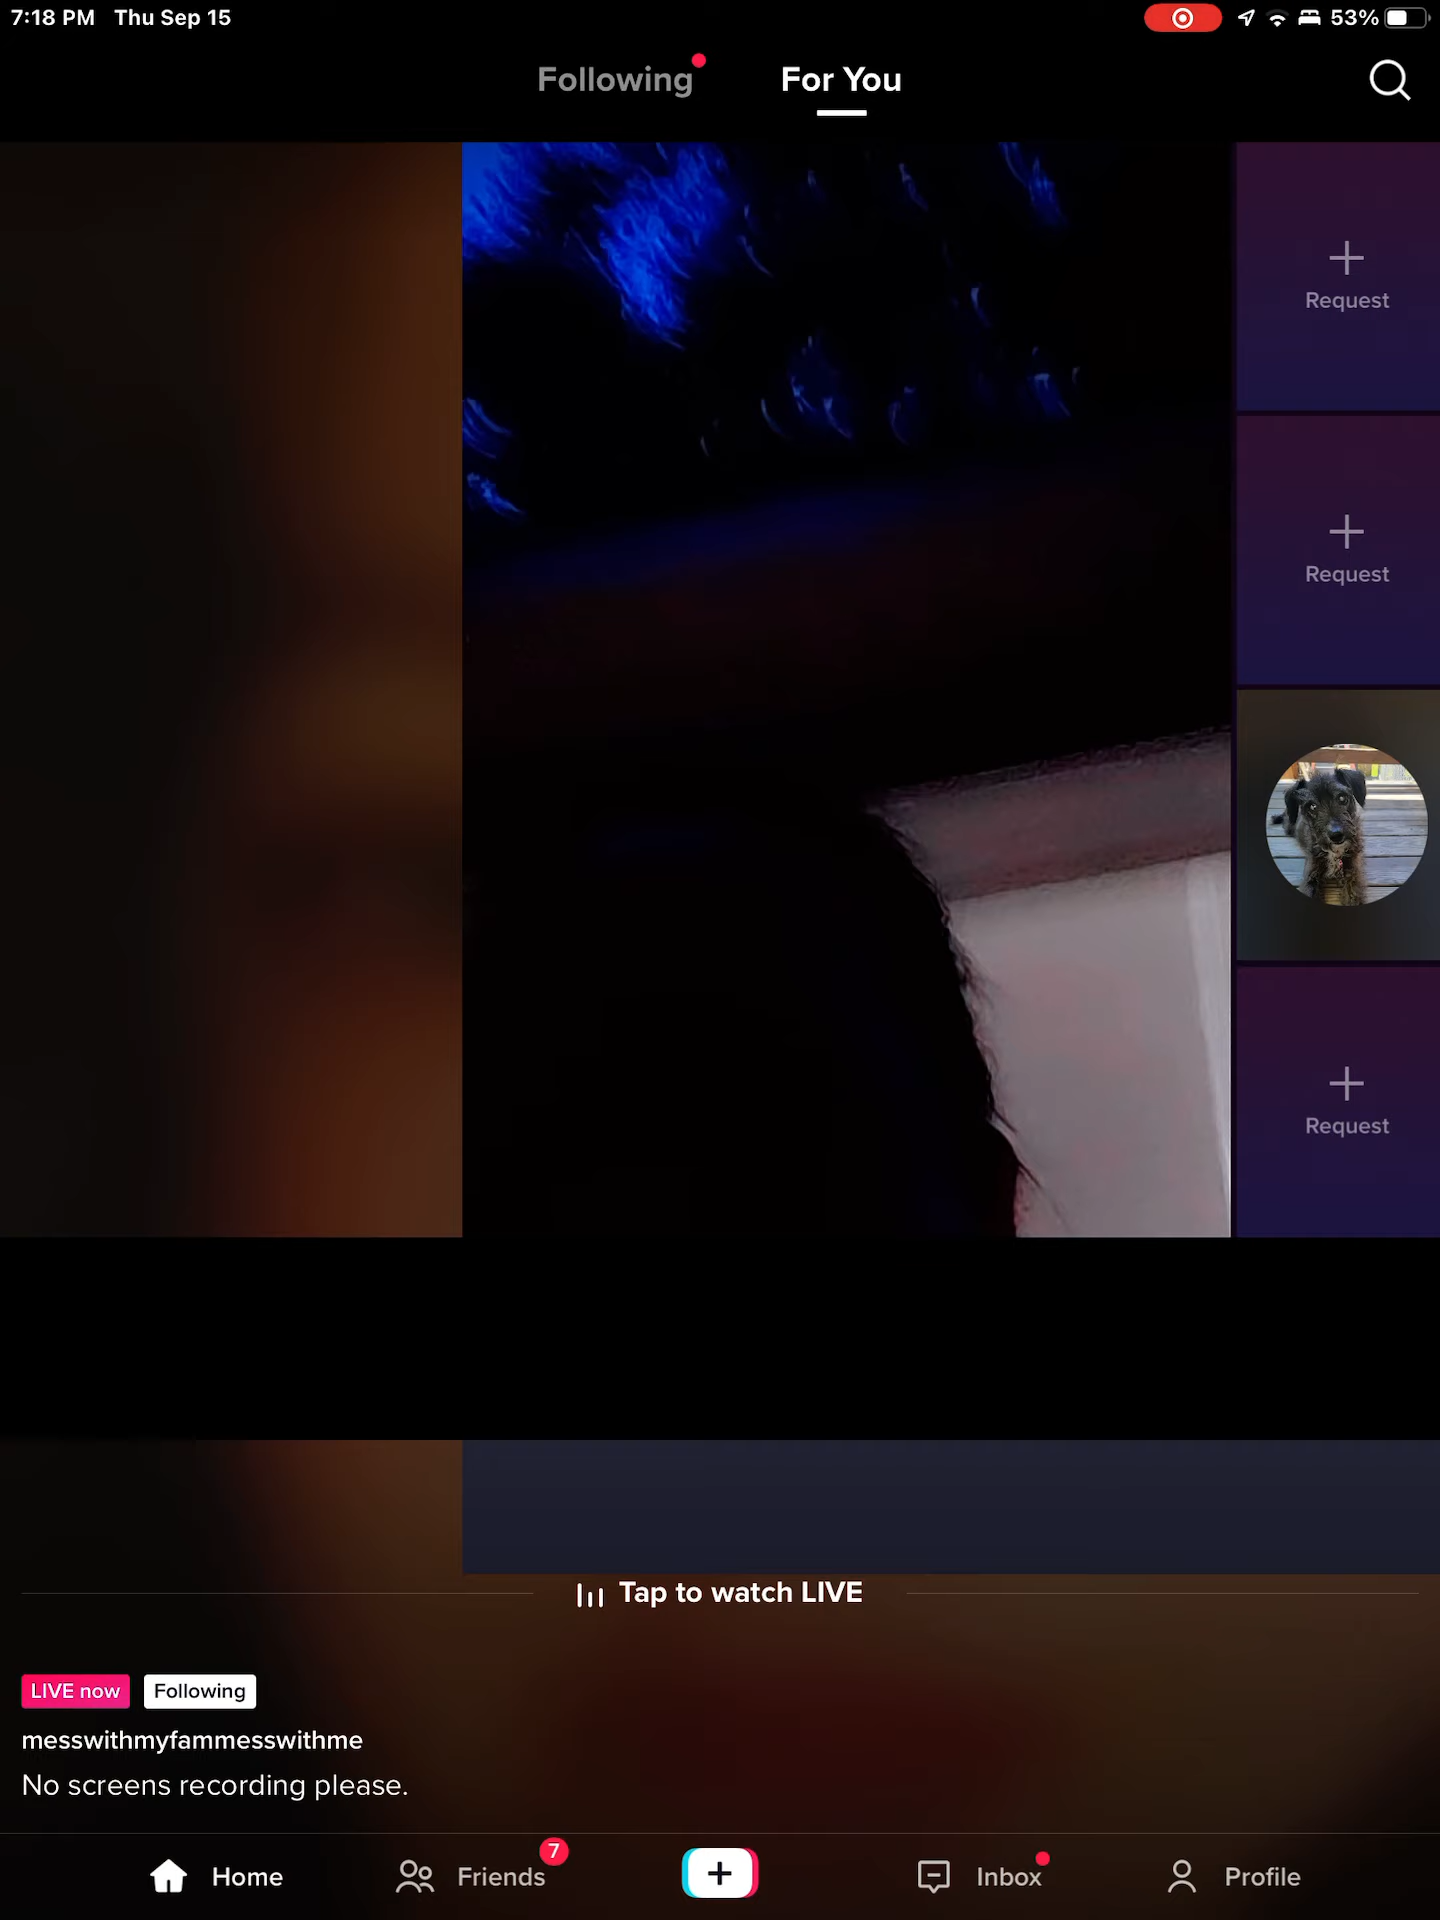 7:18 PM Thu Sep 15 53%
Following For You
Request
Request
Request
Tap to watch LIVE
LIVE now Following
messwithmyfammesswithme
No screens recording please.
Home Friends 7 Inbox Profile